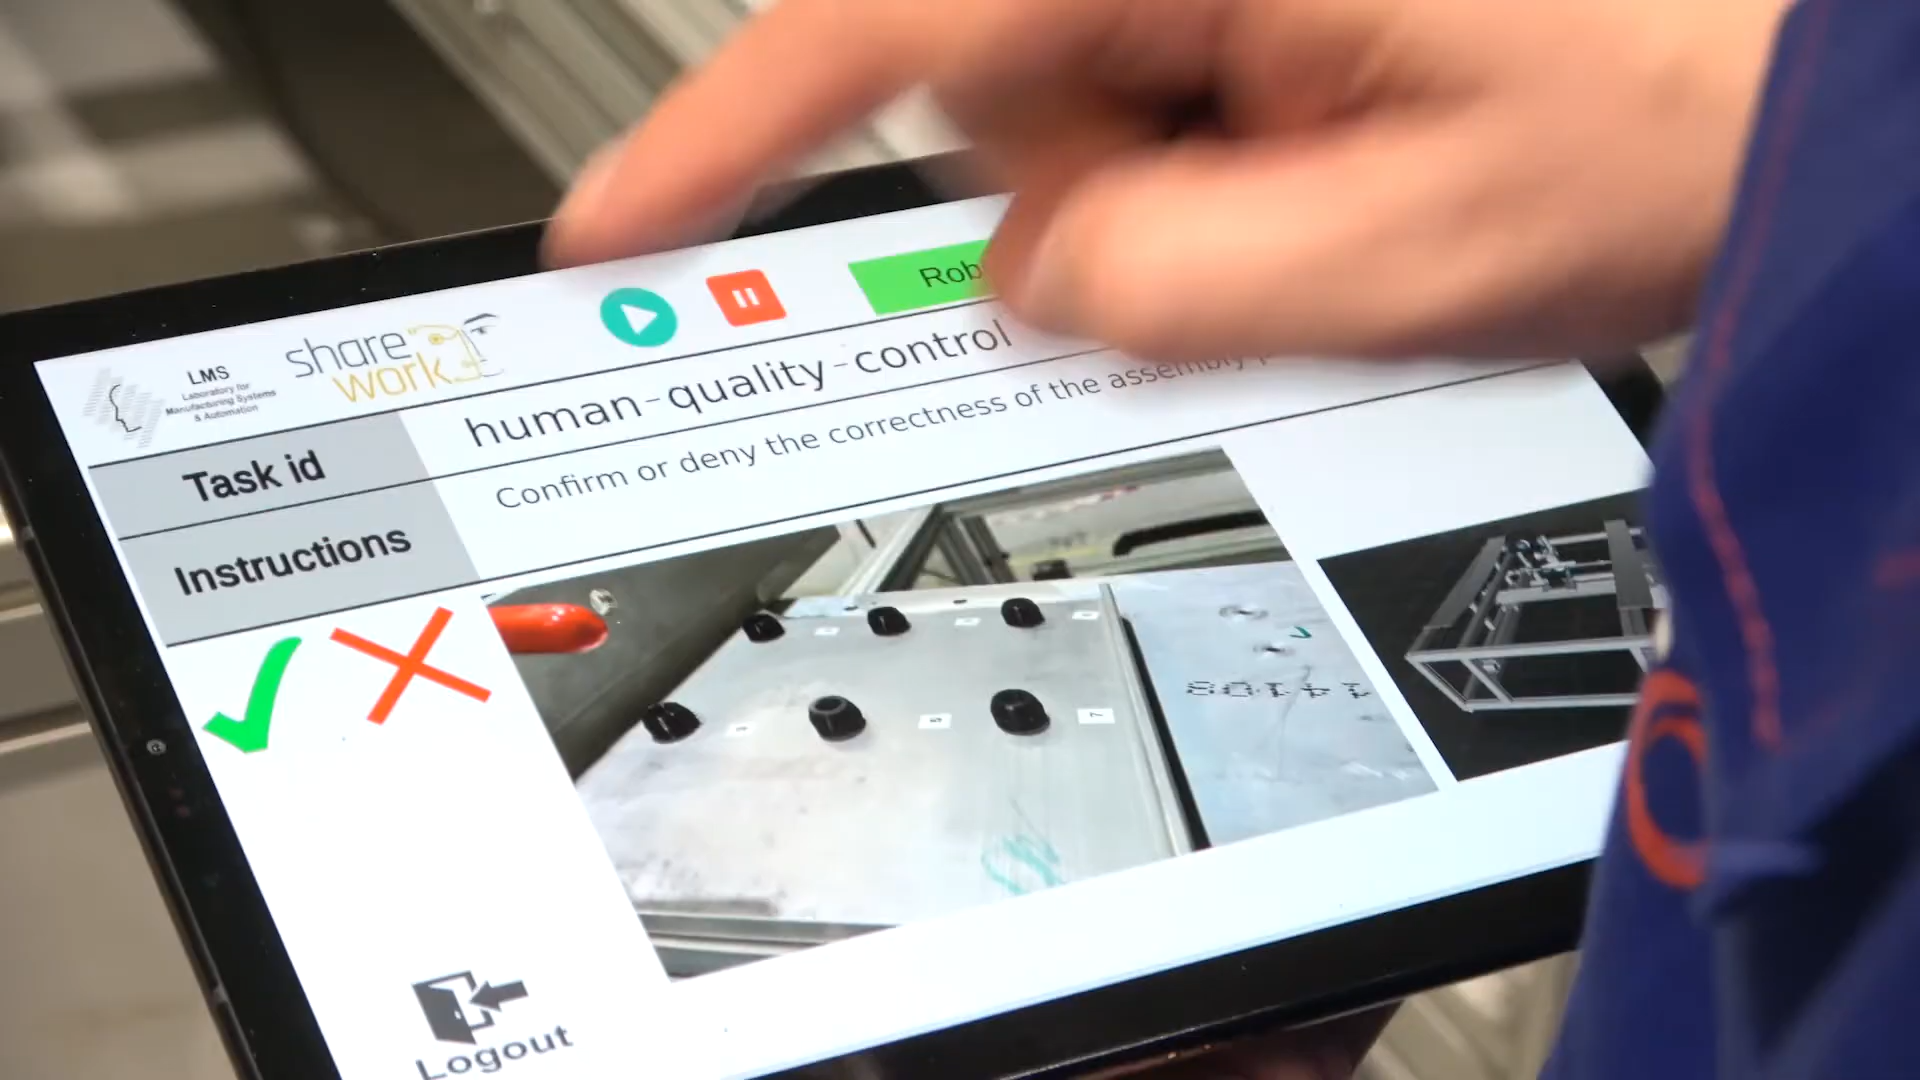 LMS
Laboratory for
Manufacturing Systems
& Automation
share
work
Rob
Task id
human-quality-control
Instructions
Confirm or deny the correctness of the assembly
7
Logout